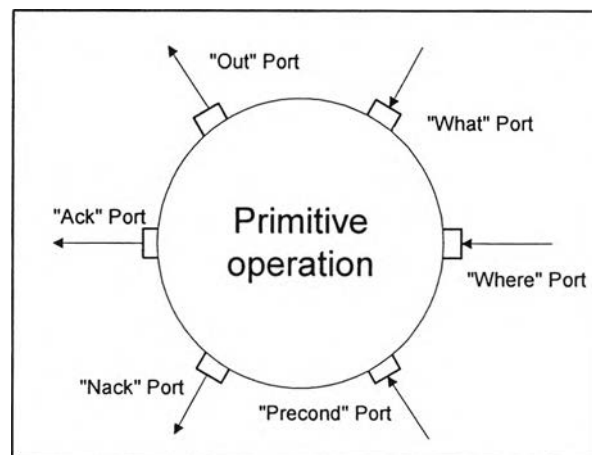 "Out" Port
"What" Port
"Ack" Port
Primitive
operation
"Where" Port
"Nack" Port
"Precond" Port